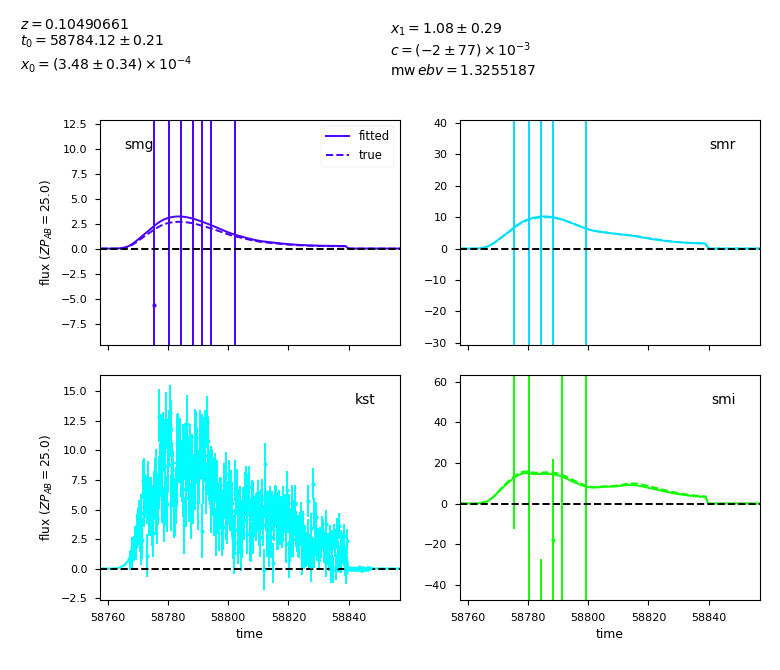 z = 0.10490661
t₀ = 58784.12 ± 0.21
x₀ = (3.48 ± 0.34) × 10⁻⁴
x₁ = 1.08 ± 0.29
c = (−2 ± 77) × 10⁻³
mw ebv = 1.3255187
12.5
10.0
7.5
5.0
2.5
0.0
−2.5
−5.0
−7.5
flux (ZP_AB = 25.0)
smg
fitted
true
40
30
20
10
0
−10
−20
−30
smr
15.0
12.5
10.0
7.5
5.0
2.5
0.0
−2.5
flux (ZP_AB = 25.0)
kst
58760 58780 58800 58820 58840
time
60
40
20
0
−20
−40
smi
58760 58780 58800 58820 58840
time